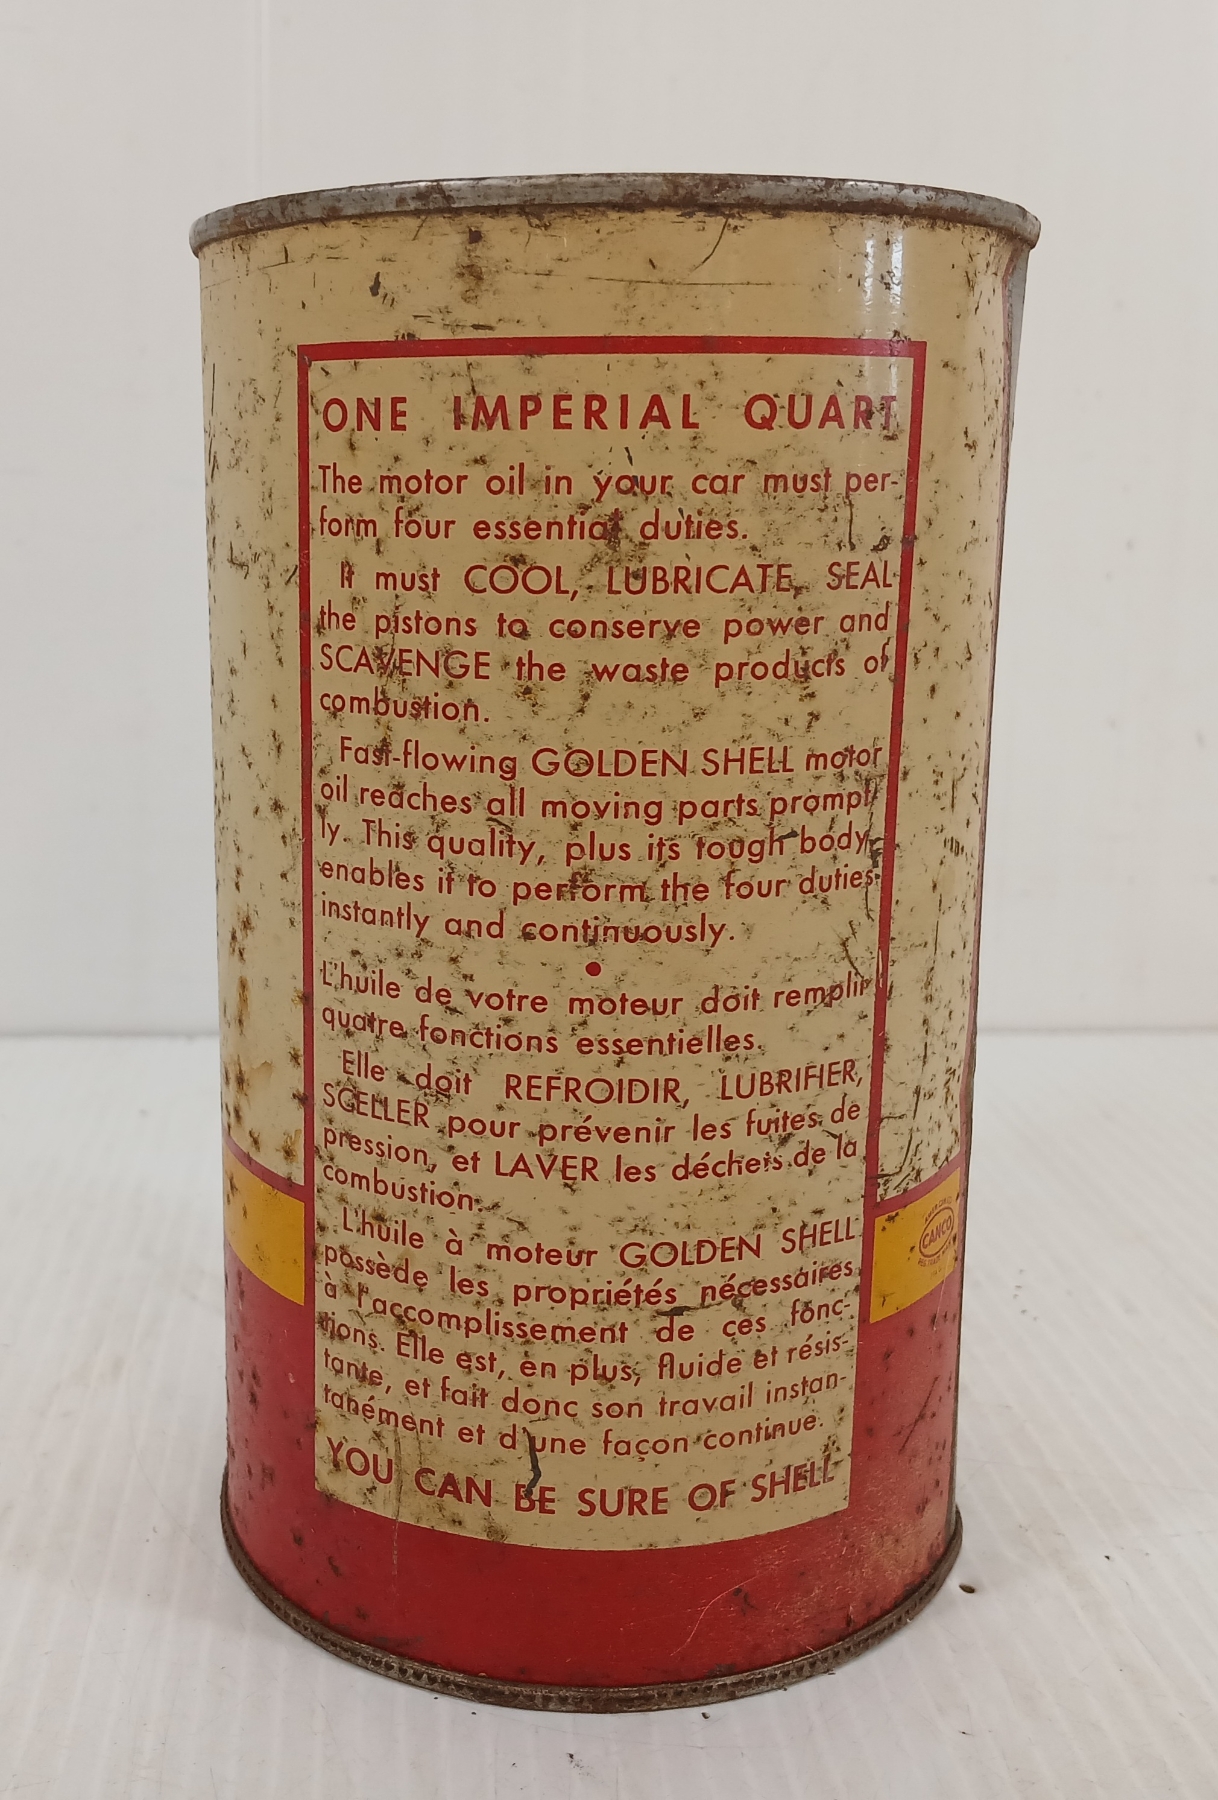 ONE IMPERIAL QUART
The motor oil in your car must per-
form four essential duties.
It must COOL, LUBRICATE, SEAL
the pistons to conserve power and
SCAVENGE the waste products of
combustion.
Fast-flowing GOLDEN SHELL motor
oil reaches all moving parts prompt-
ly. This quality, plus its tough body,
enables it to perform the four duties
instantly and continuously.
•
L'huile de votre moteur doit remplir
quatre fonctions essentielles.
Elle doit REFROIDIR, LUBRIFIER,
SCELLER pour prévenir les fuites de
pression, et LAVER les déchets de la
combustion.
L'huile à moteur GOLDEN SHELL
possède les propriétés nécessaires
à l'accomplissement de ces fonc-
tions. Elle est, en plus, fluide et résis-
tante, et fait donc son travail instan-
tanément et d'une façon continue.
YOU CAN BE SURE OF SHELL
CANCO